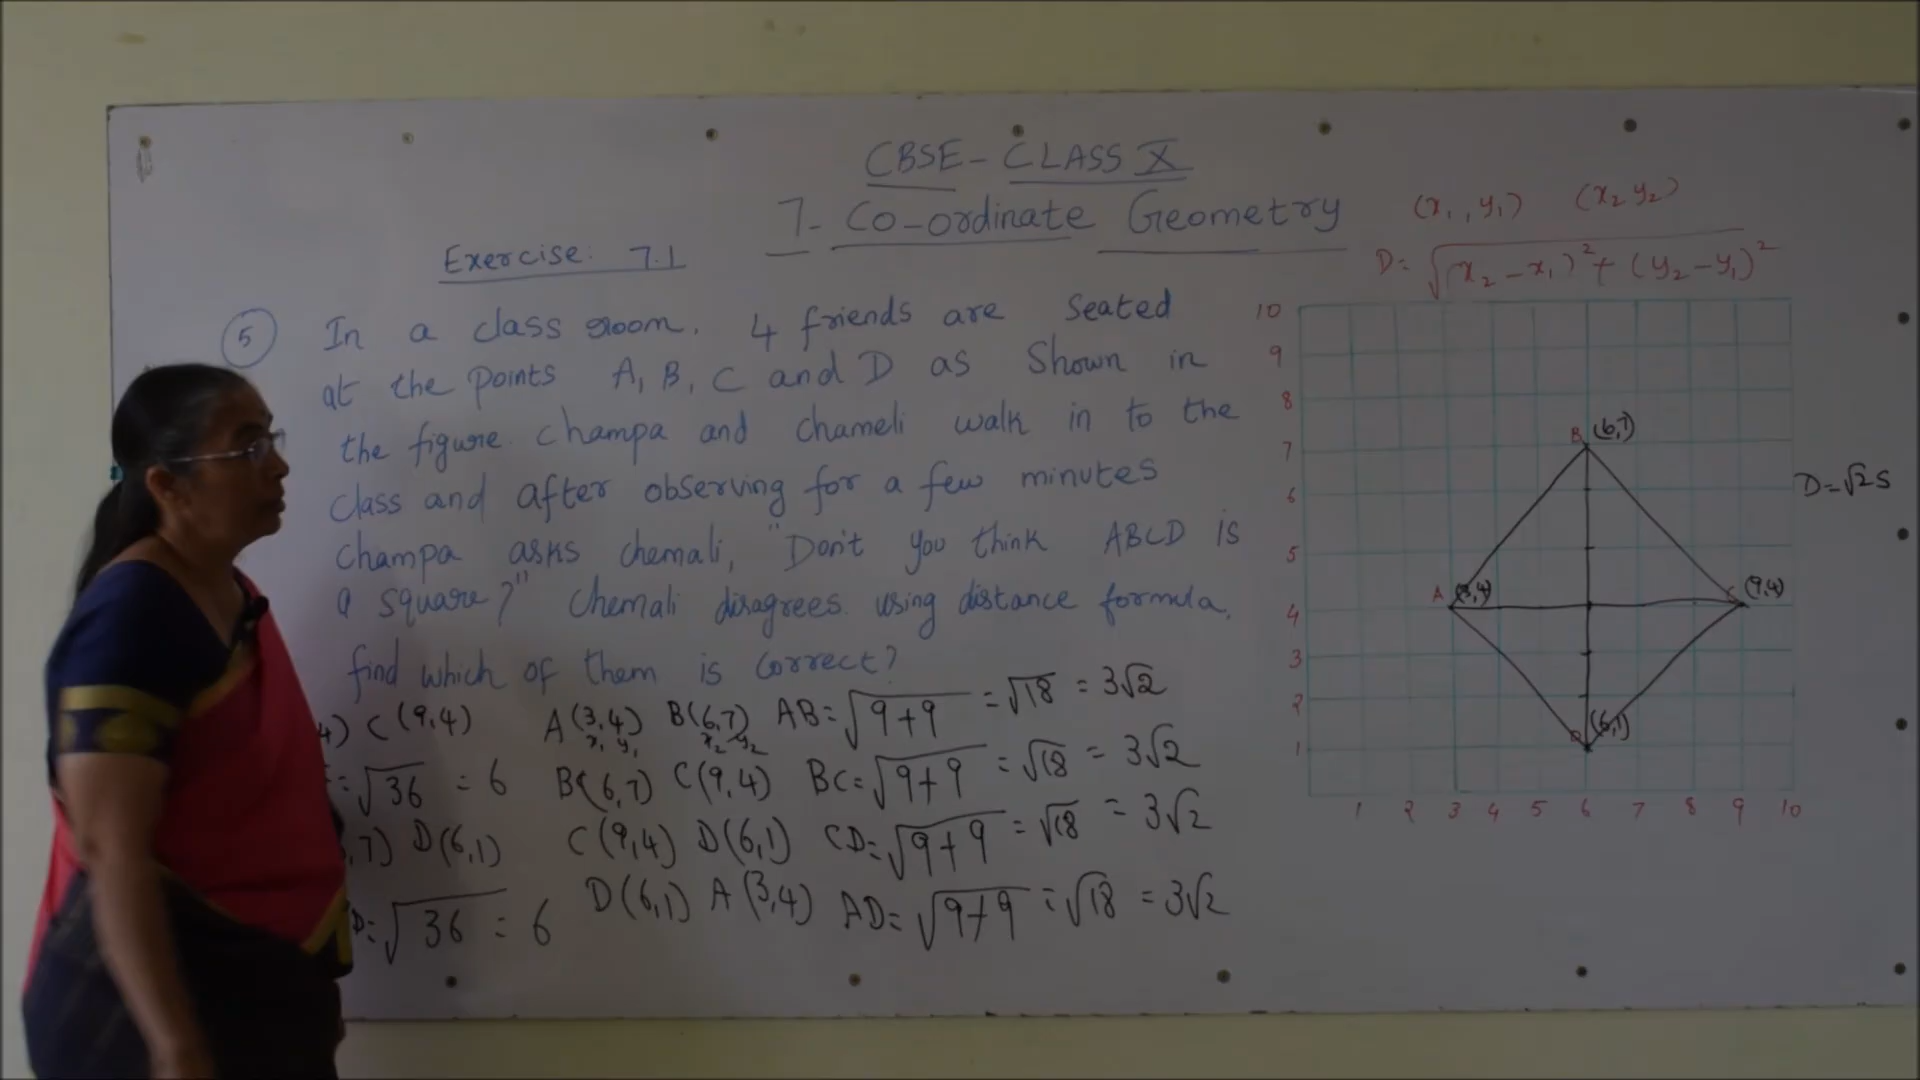 CBSE - CLASS X
7 - Co-ordinate Geometry
Exercise: 7.1
(x₁, y₁) (x₂ y₂)
D = √(x₂ - x₁)² + (y₂ - y₁)²
5 In a class room, 4 friends are Seated
at the points A, B, C and D as Shown in
the figure. Champa and Chameli walk in to the
class and after observing for a few minutes
Champa asks chemali, "Don't you think ABCD is
a square?" Chemali disagrees. using distance formula,
find which of them is correct?
4) C(9,4) A(3,4) B(6,7) AB = √9+9 = √18 = 3√2
x₁ y₁ x₂ y₂
= √36 = 6 B(6,7) C(9,4) BC = √9+9 = √18 = 3√2
,7) D(6,1) C(9,4) D(6,1) CD = √9+9 = √18 = 3√2
D = √36 = 6 D(6,1) A(3,4) AD = √9+9 = √18 = 3√2
10
9
8
7
6
5
4
3
2
1
1 2 3 4 5 6 7 8 9 10
B (6,7)
A (3,4)
C (9,4)
D (6,1)
D = √2 S